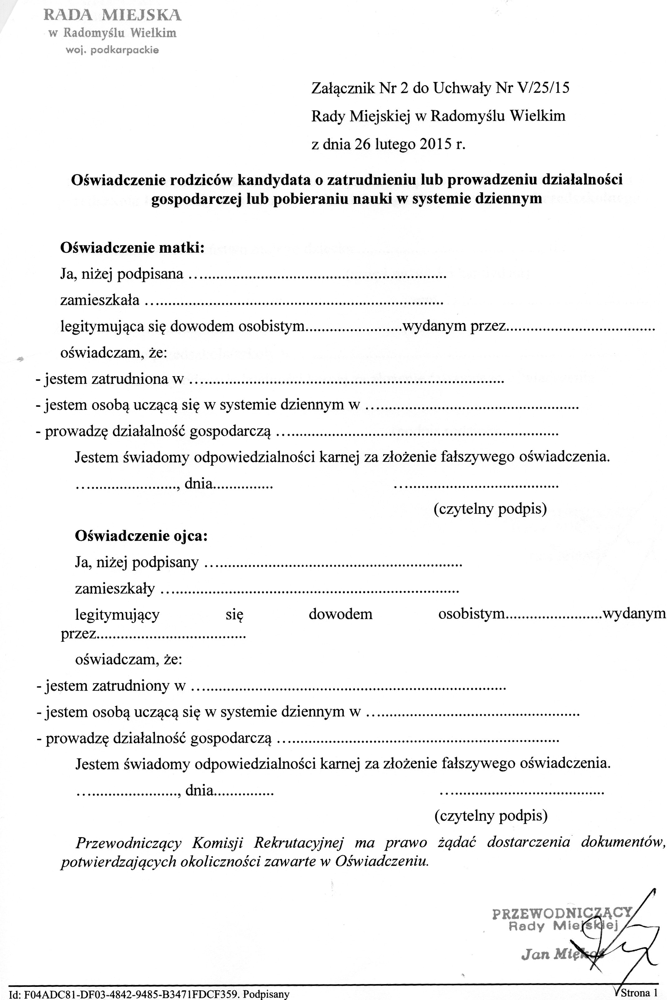 RADA MIEJSKA
w Radomyślu Wielkim
woj. podkarpackie
Załącznik Nr 2 do Uchwały Nr V/25/15
Rady Miejskiej w Radomyślu Wielkim
z dnia 26 lutego 2015 r.
Oświadczenie rodziców kandydata o zatrudnieniu lub prowadzeniu działalności
gospodarczej lub pobieraniu nauki w systemie dziennym
Oświadczenie matki:
Ja, niżej podpisana ..............................................................
zamieszkała ........................................................................
legitymująca się dowodem osobistym........................wydanym przez.....................................
oświadczam, że:
- jestem zatrudniona w ............................................................................
- jestem osobą uczącą się w systemie dziennym w ...................................................
- prowadzę działalność gospodarczą ....................................................................
Jestem świadomy odpowiedzialności karnej za złożenie fałszywego oświadczenia.
........................, dnia............... ........................................
(czytelny podpis)
Oświadczenie ojca:
Ja, niżej podpisany ..............................................................
zamieszkały ........................................................................
legitymujący się dowodem osobistym........................wydanym
przez.....................................
oświadczam, że:
- jestem zatrudniony w ............................................................................
- jestem osobą uczącą się w systemie dziennym w ...................................................
- prowadzę działalność gospodarczą ....................................................................
Jestem świadomy odpowiedzialności karnej za złożenie fałszywego oświadczenia.
........................, dnia............... ........................................
(czytelny podpis)
Przewodniczący Komisji Rekrutacyjnej ma prawo żądać dostarczenia dokumentów,
potwierdzających okoliczności zawarte w Oświadczeniu.
PRZEWODNICZĄCY
Rady Miejskiej
Jan Miękoś
Id: F04ADC81-DF03-4842-9485-B3471FDCF359. Podpisany Strona 1